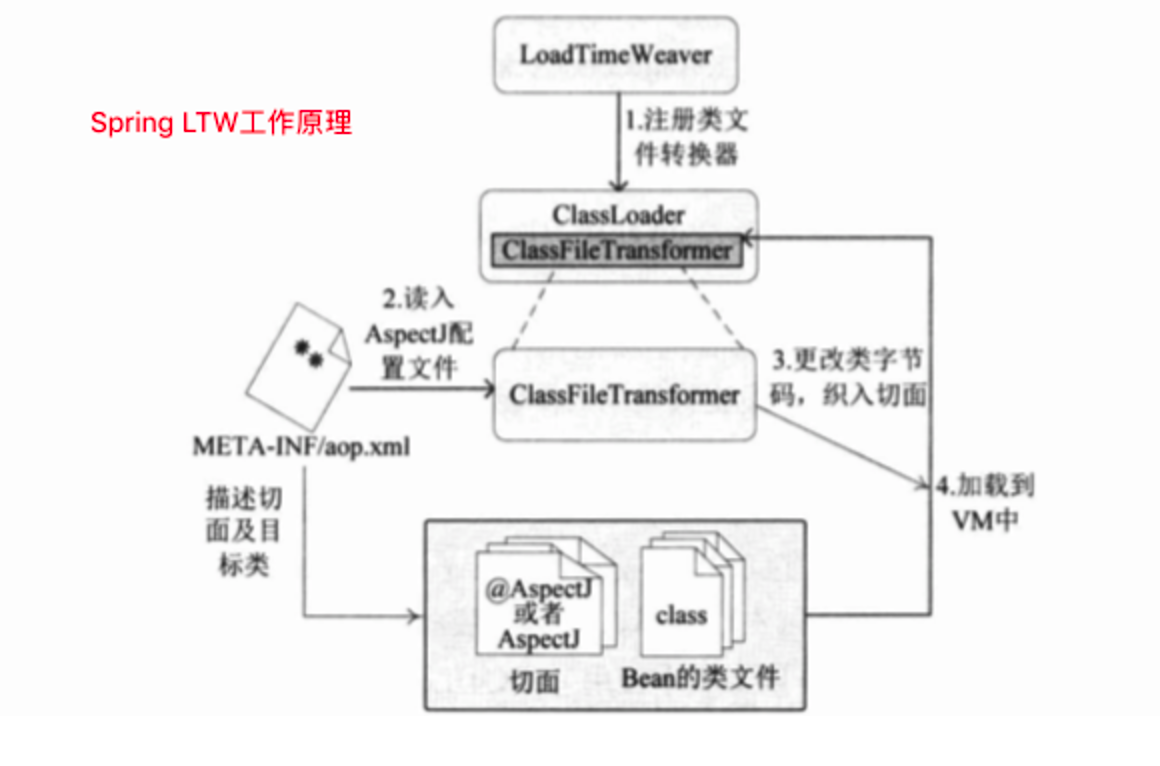 LoadTimeWeaver
Spring LTW工作原理
1.注册类文
件转换器
ClassLoader
ClassFileTransformer
2.读入
AspectJ配
置文件
ClassFileTransformer
3.更改类字节
码，织入切面
META-INF/aop.xml
描述切
面及目
标类
4.加载到
VM中
@AspectJ
或者
AspectJ
切面
class
Bean的类文件